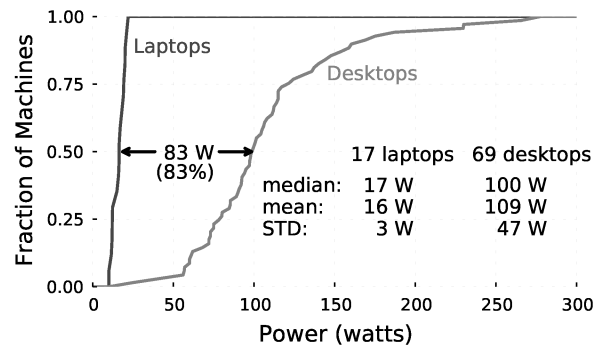 1.00
Laptops
0.75
Desktops
Fraction of Machines
0.50
83 W
(83%)
17 laptops 69 desktops
median: 17 W 100 W
mean: 16 W 109 W
STD: 3 W 47 W
0.25
0.00
0 50 100 150 200 250 300
Power (watts)